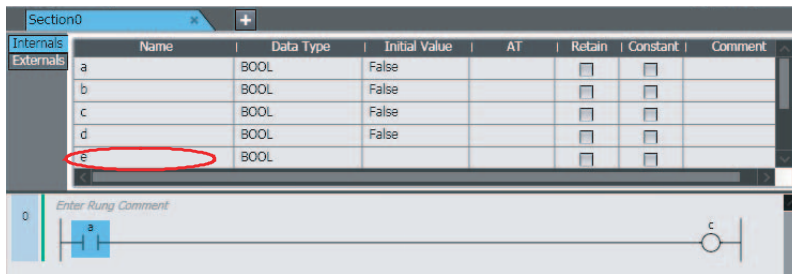 Section0 × +
Internals
Externals
Name Data Type Initial Value AT Retain Constant Comment
a BOOL False
b BOOL False
c BOOL False
d BOOL False
e BOOL
0 Enter Rung Comment
a c